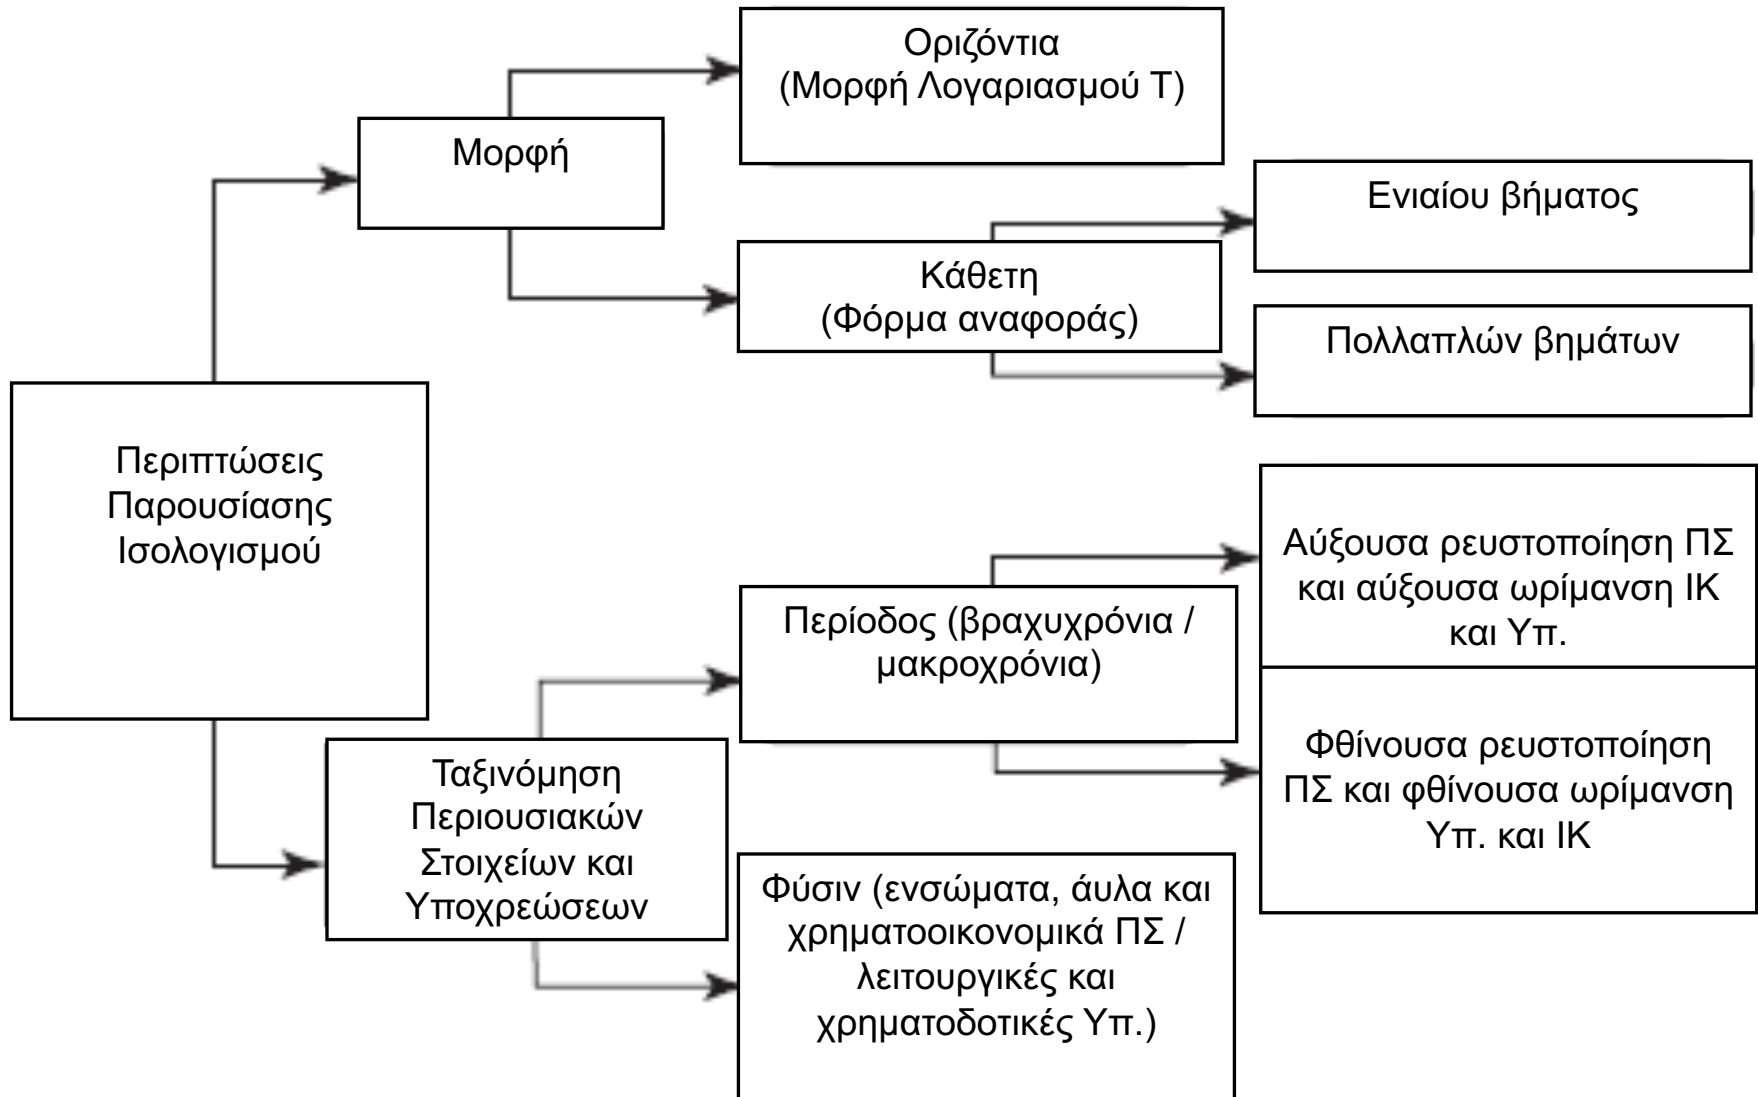 Οριζόντια
(Μορφή Λογαριασμού Τ)
Μορφή
Ενιαίου βήματος
Κάθετη
(Φόρμα αναφοράς)
Πολλαπλών βημάτων
Περιπτώσεις
Παρουσίασης
Ισολογισμού
Αύξουσα ρευστοποίηση ΠΣ
και αύξουσα ωρίμανση ΙΚ
και Υπ.
Περίοδος (βραχυχρόνια /
μακροχρόνια)
Φθίνουσα ρευστοποίηση
ΠΣ και φθίνουσα ωρίμανση
Υπ. και ΙΚ
Ταξινόμηση
Περιουσιακών
Στοιχείων και
Υποχρεώσεων
Φύσιν (ενσώματα, άυλα και
χρηματοοικονομικά ΠΣ /
λειτουργικές και
χρηματοδοτικές Υπ.)